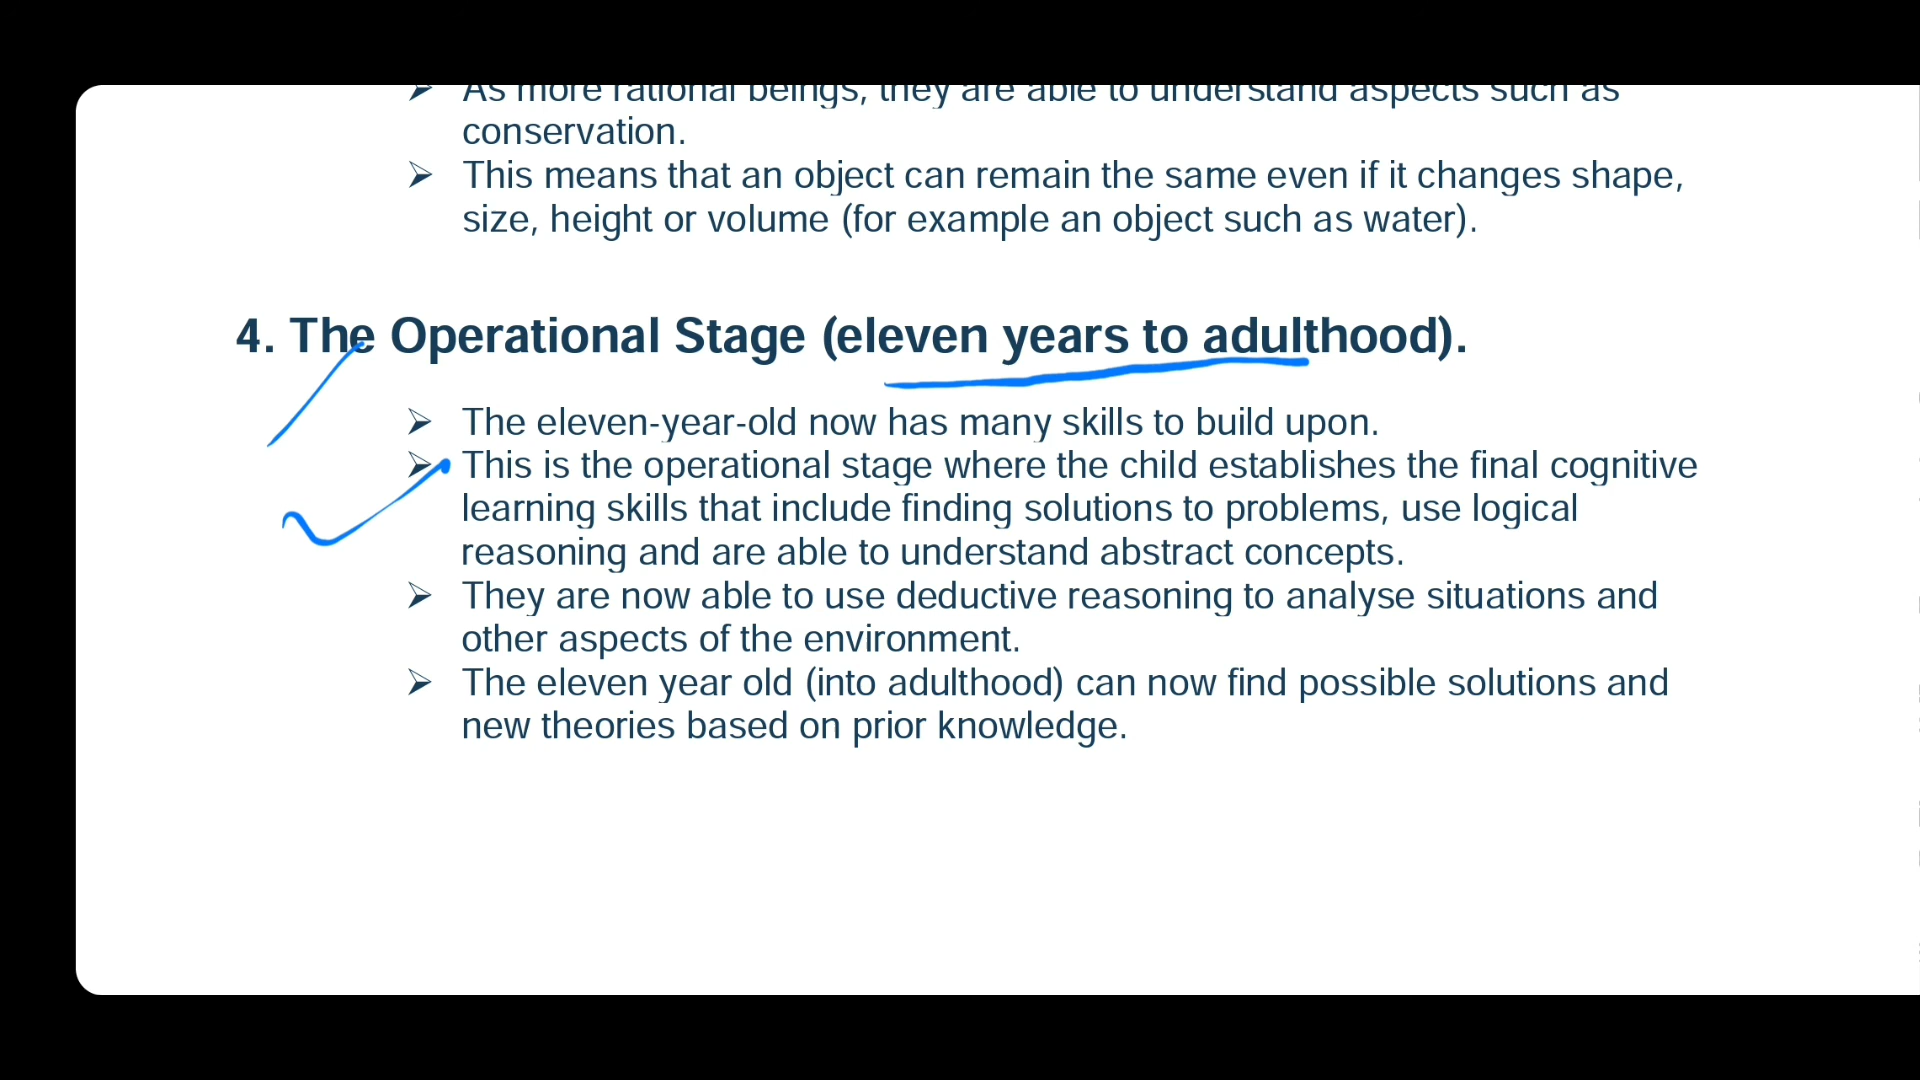 ➢ As more rational beings, they are able to understand aspects such as
conservation.
➢ This means that an object can remain the same even if it changes shape,
size, height or volume (for example an object such as water).
4. The Operational Stage (eleven years to adulthood).
➢ The eleven-year-old now has many skills to build upon.
➢ This is the operational stage where the child establishes the final cognitive
learning skills that include finding solutions to problems, use logical
reasoning and are able to understand abstract concepts.
➢ They are now able to use deductive reasoning to analyse situations and
other aspects of the environment.
➢ The eleven year old (into adulthood) can now find possible solutions and
new theories based on prior knowledge.